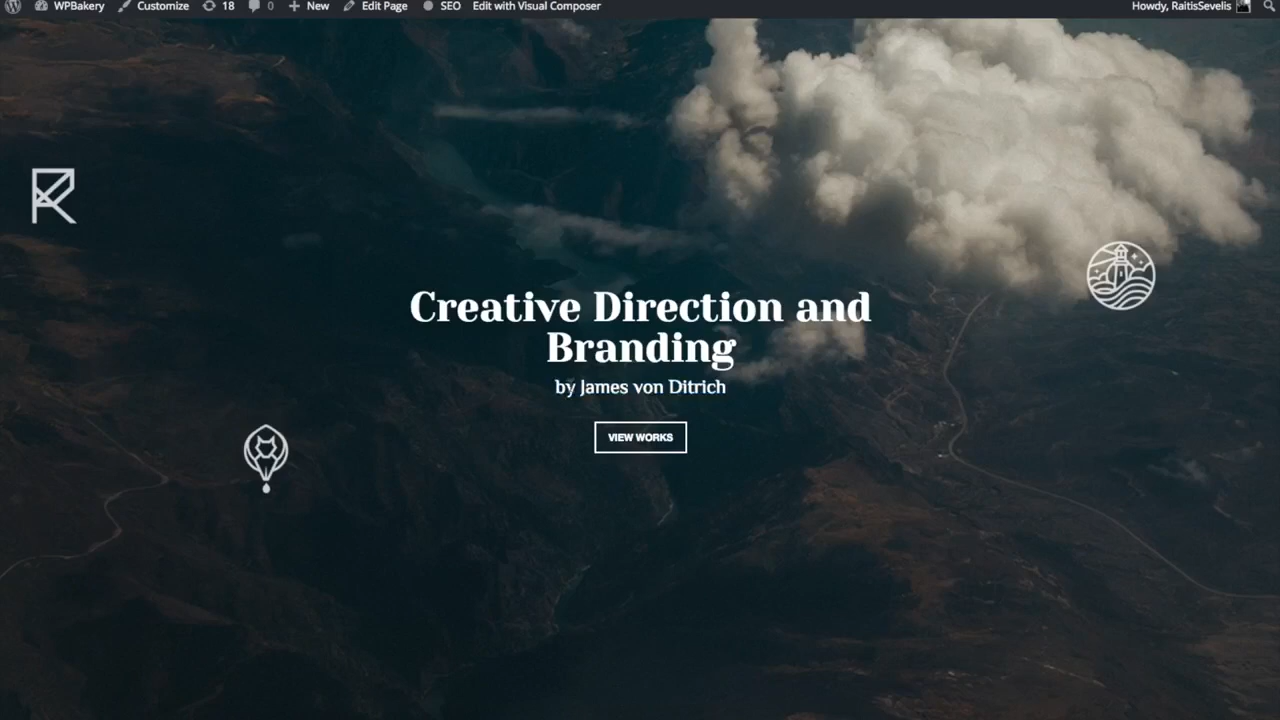 WPBakery Customize 18 0 New Edit Page SEO Edit with Visual Composer Howdy, RaitisSevelis
Creative Direction and
Branding
by James von Ditrich
VIEW WORKS